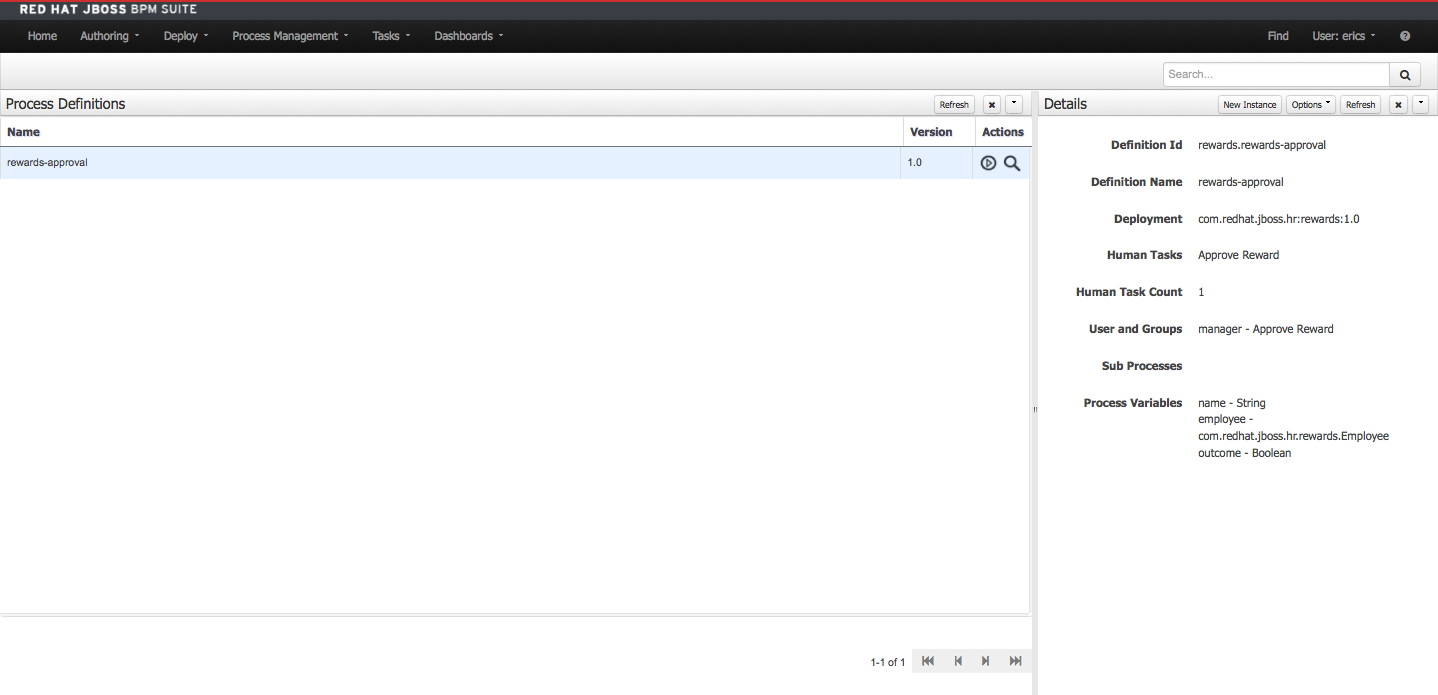 RED HAT JBOSS BPM SUITE
Home Authoring Deploy Process Management Tasks Dashboards Find User: erics ?
Search...
Process Definitions Refresh
Name Version Actions
rewards-approval 1.0
1-1 of 1
Details New Instance Options Refresh
Definition Id rewards.rewards-approval
Definition Name rewards-approval
Deployment com.redhat.jboss.hr:rewards:1.0
Human Tasks Approve Reward
Human Task Count 1
User and Groups manager - Approve Reward
Sub Processes
Process Variables name - String
employee -
com.redhat.jboss.hr.rewards.Employee
outcome - Boolean